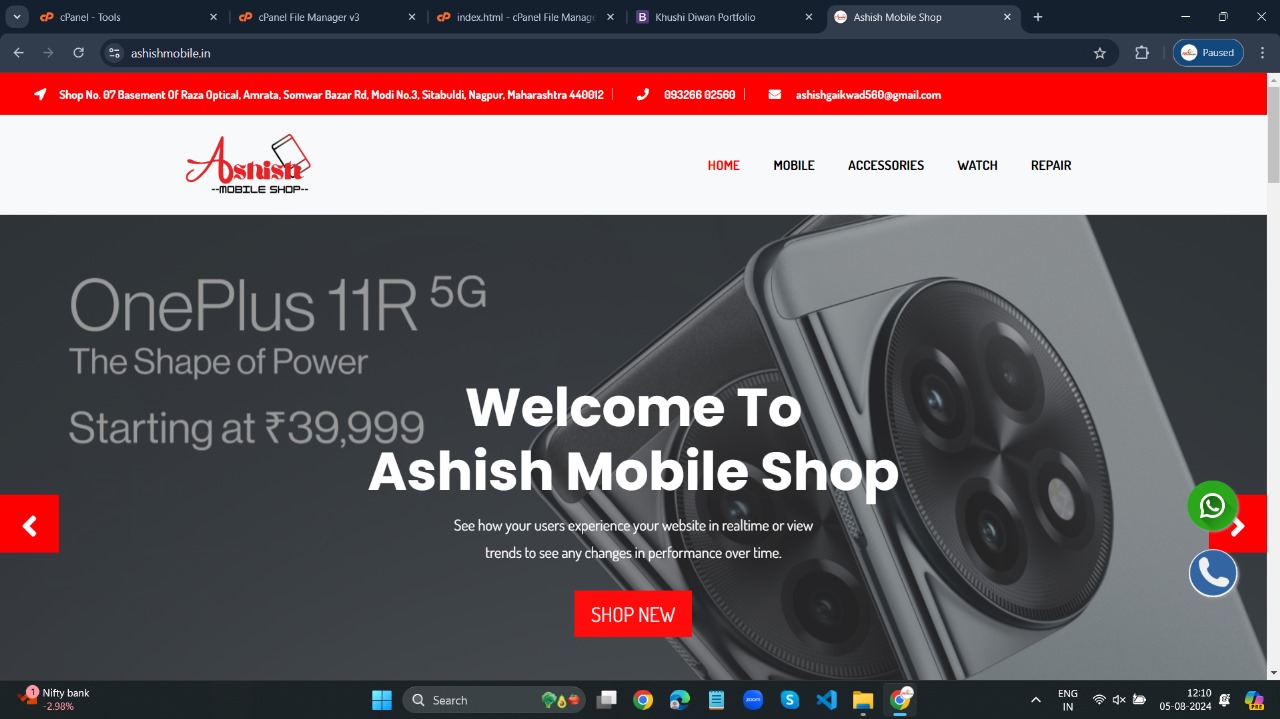 cPanel - Tools
cPanel File Manager v3
index.html - cPanel File Manage
Khushi Diwan Portfolio
Ashish Mobile Shop
ashishmobile.in
Paused
Shop No. 07 Basement Of Raza Optical, Amrata, Somwar Bazar Rd, Modi No.3, Sitabuldi, Nagpur, Maharashtra 440012
093266 02560
ashishgaikwad560@gmail.com
Ashish
--MOBILE SHOP--
HOME
MOBILE
ACCESSORIES
WATCH
REPAIR
OnePlus 11R 5G
The Shape of Power
Starting at ₹39,999
Welcome To
Ashish Mobile Shop
See how your users experience your website in realtime or view
trends to see any changes in performance over time.
SHOP NEW
1
Nifty bank
-2.98%
Search
zoom
ENG
IN
12:10
05-08-2024
PRE